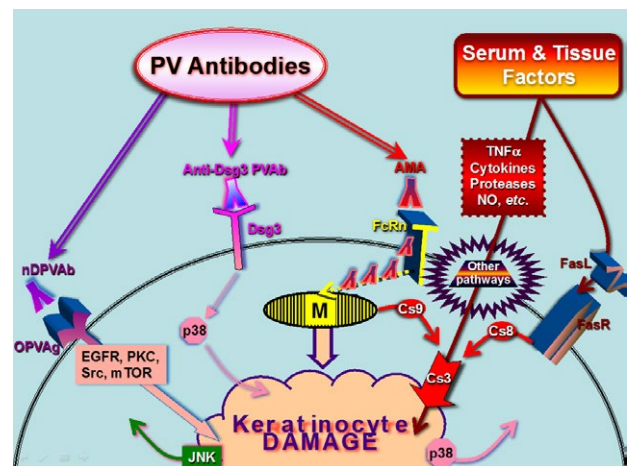 PV Antibodies
Serum & Tissue
Factors
TNFα
Cytokines
Proteases
NO, etc.
Anti-Dsg3 PVAb
AMA
Dsg3
FcRn
nDPVAb
Other
pathways
FasL
OPVAg
FasR
M
Cs9
Cs8
p38
EGFR, PKC,
Src, mTOR
Cs3
Keratinocyte
DAMAGE
JNK
p38